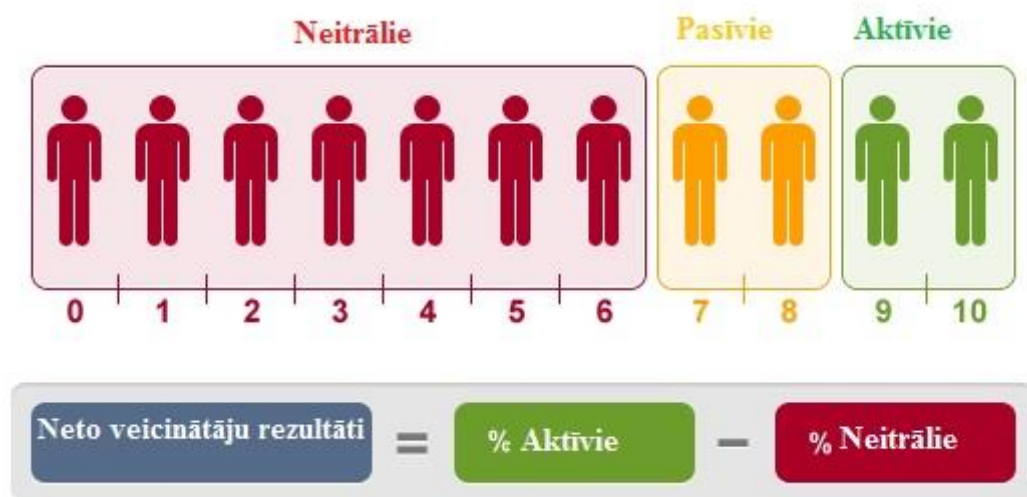 Neitrālie Pasīvie Aktīvie
0 1 2 3 4 5 6 7 8 9 10
Neto veicinātāju rezultāti = % Aktīvie − % Neitrālie